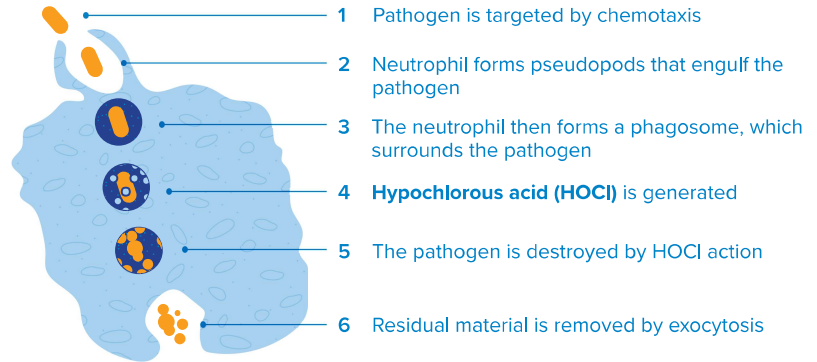 1 Pathogen is targeted by chemotaxis
2 Neutrophil forms pseudopods that engulf the
pathogen
3 The neutrophil then forms a phagosome, which
surrounds the pathogen
4 Hypochlorous acid (HOCl) is generated
5 The pathogen is destroyed by HOCl action
6 Residual material is removed by exocytosis